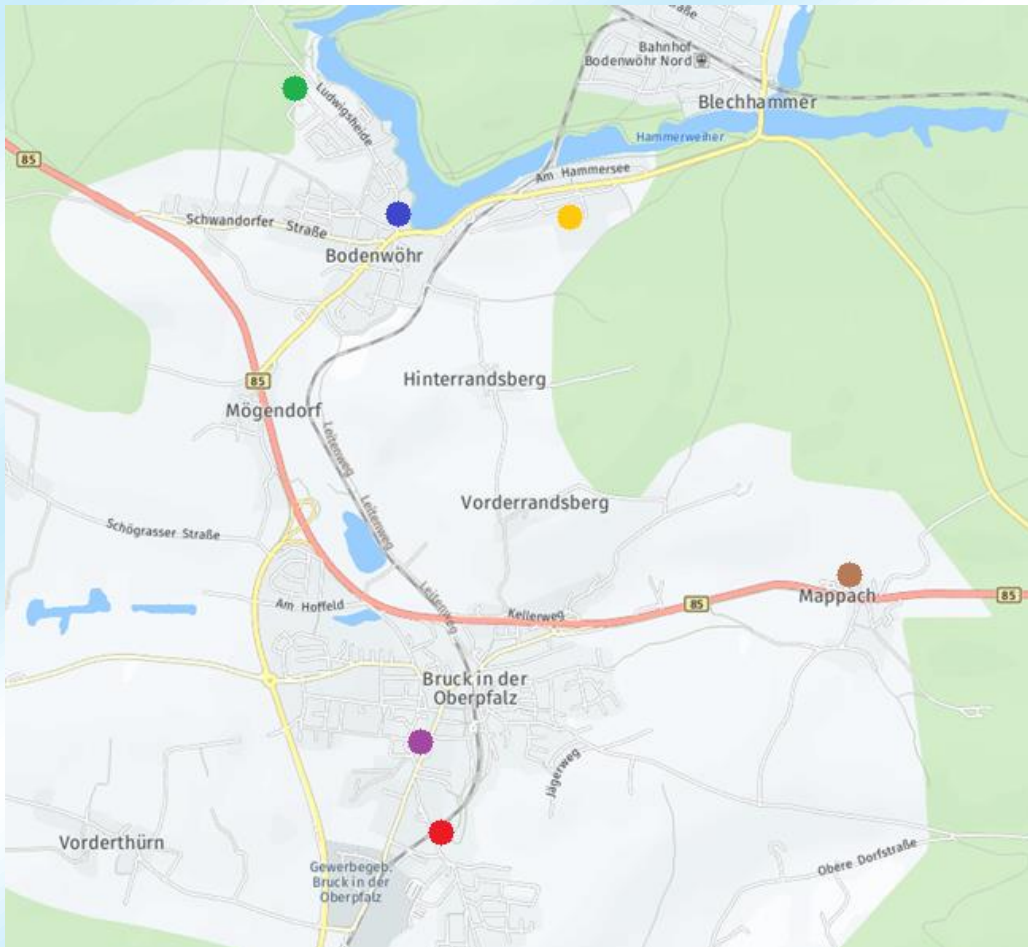 straße
Bahnhof
Bodenwöhr Nord
Blechhammer
Ludwigsheide
Hammerweiher
85
Am Hammersee
Schwandorfer Straße
Bodenwöhr
Hinterrandsberg
85
Mögendorf
Leitenweg
Vorderrandsberg
Leitenweg
Schögrasser Straße
Mappach
85
85
Leitenweg
Am Hoffeld
Kellerweg
Bruck in der
Oberpfalz
Jägerweg
Vorderthürn
Obere Dorfstraße
Gewerbegeb.
Bruck in der
Oberpfalz